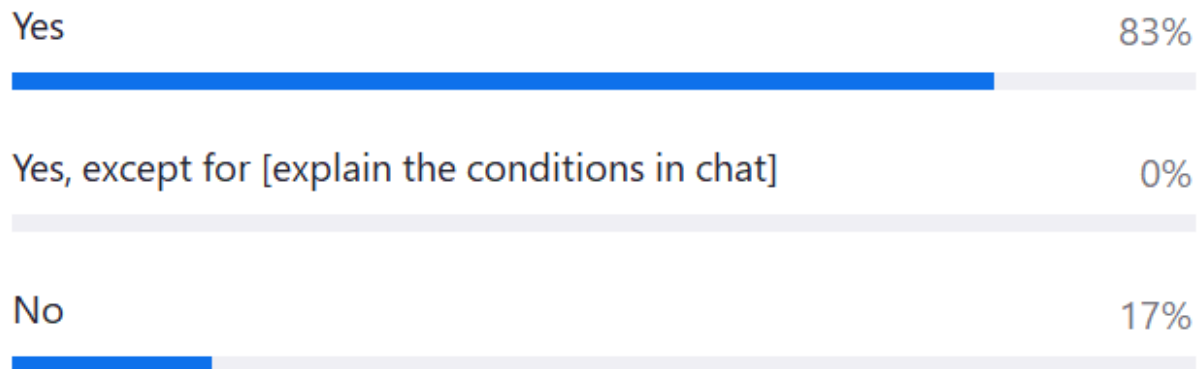 Yes 83%
Yes, except for [explain the conditions in chat] 0%
No 17%